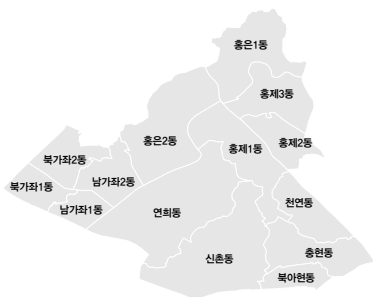 홍은1동
홍제3동
홍은2동
홍제1동
홍제2동
북가좌2동
남가좌2동
북가좌1동
남가좌1동
연희동
천연동
신촌동
충현동
북아현동